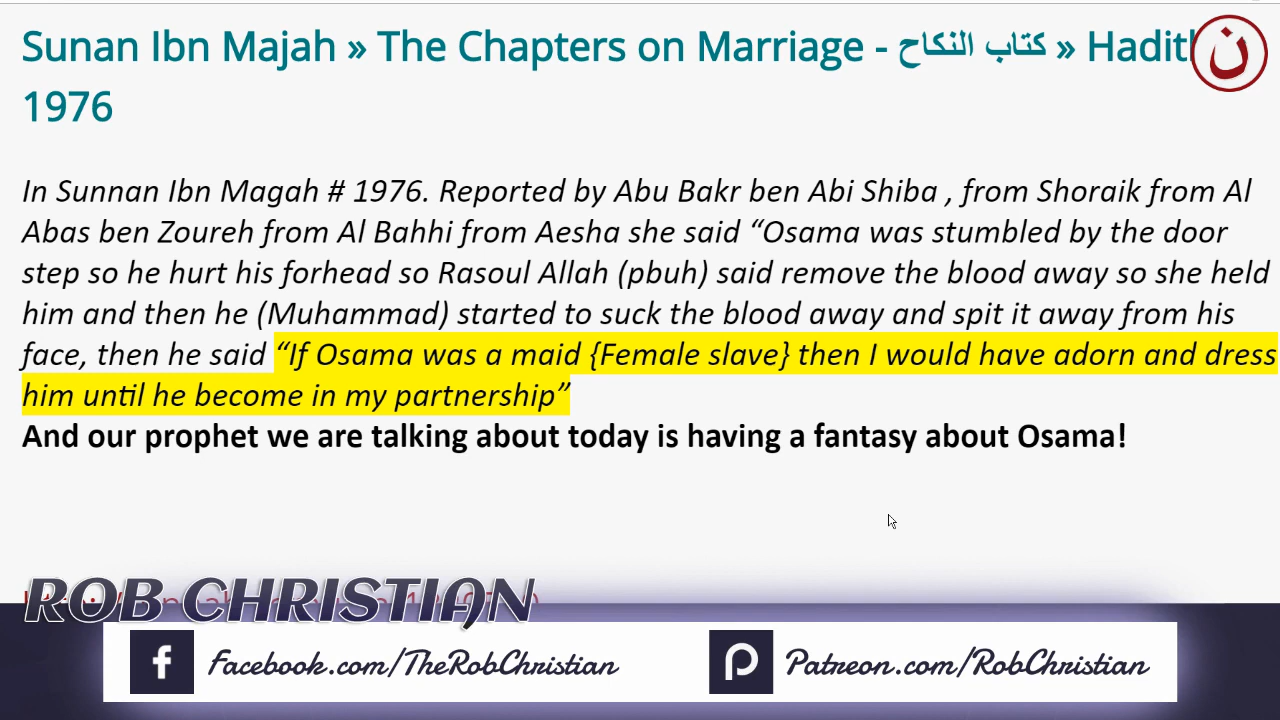 Sunan Ibn Majah » The Chapters on Marriage - كتاب النكاح » Hadith
1976
ن
In Sunnan Ibn Magah # 1976. Reported by Abu Bakr ben Abi Shiba , from Shoraik from Al
Abas ben Zoureh from Al Bahhi from Aesha she said “Osama was stumbled by the door
step so he hurt his forhead so Rasoul Allah (pbuh) said remove the blood away so she held
him and then he (Muhammad) started to suck the blood away and spit it away from his
face, then he said “If Osama was a maid {Female slave} then I would have adorn and dress
him until he become in my partnership”
And our prophet we are talking about today is having a fantasy about Osama!
ROB CHRISTIAN
Facebook.com/TheRobChristian
Patreon.com/RobChristian